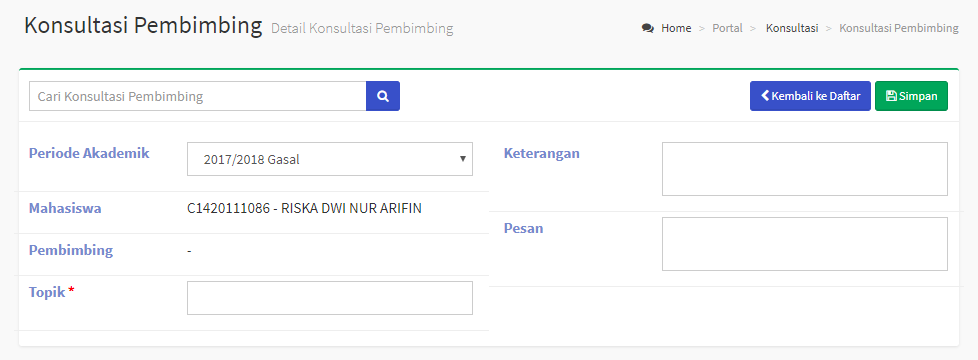 Konsultasi Pembimbing Detail Konsultasi Pembimbing
Home > Portal > Konsultasi > Konsultasi Pembimbing
Cari Konsultasi Pembimbing
Kembali ke Daftar
Simpan
Periode Akademik
2017/2018 Gasal
Mahasiswa
C1420111086 - RISKA DWI NUR ARIFIN
Pembimbing
-
Topik *
Keterangan
Pesan